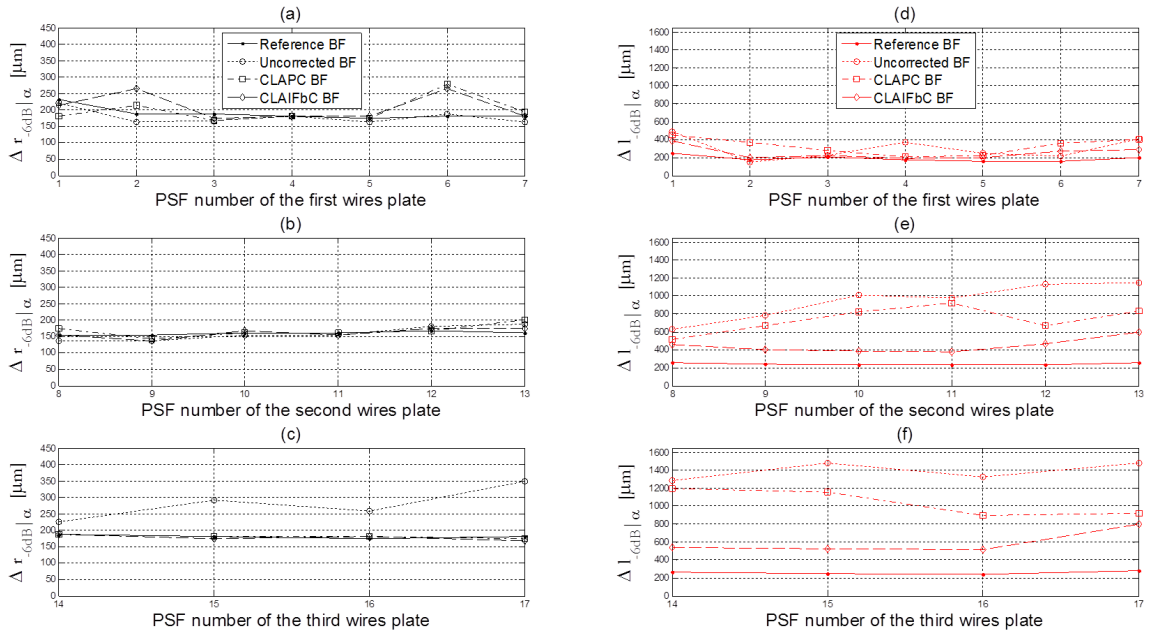 (a)
Δ r-6dB|α [μm]
450
400
350
300
250
200
150
100
50
0
Reference BF
Uncorrected BF
CLAPC BF
CLAIFbC BF
1 2 3 4 5 6 7
PSF number of the first wires plate
(b)
Δ r-6dB|α [μm]
450
400
350
300
250
200
150
100
50
0
8 9 10 11 12 13
PSF number of the second wires plate
(c)
Δ r-6dB|α [μm]
450
400
350
300
250
200
150
100
50
0
14 15 16 17
PSF number of the third wires plate
(d)
Δ l-6dB|α [μm]
1600
1400
1200
1000
800
600
400
200
0
Reference BF
Uncorrected BF
CLAPC BF
CLAIFbC BF
1 2 3 4 5 6 7
PSF number of the first wires plate
(e)
Δ l-6dB|α [μm]
1600
1400
1200
1000
800
600
400
200
0
8 9 10 11 12 13
PSF number of the second wires plate
(f)
Δ l-6dB|α [μm]
1600
1400
1200
1000
800
600
400
200
0
14 15 16 17
PSF number of the third wires plate